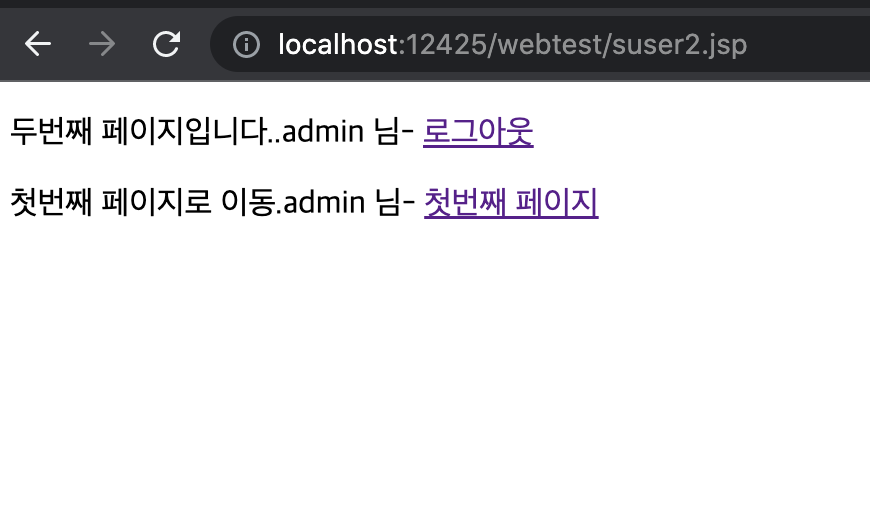 localhost:12425/webtest/suser2.jsp
두번째 페이지입니다..admin 님- 로그아웃
첫번째 페이지로 이동.admin 님- 첫번째 페이지